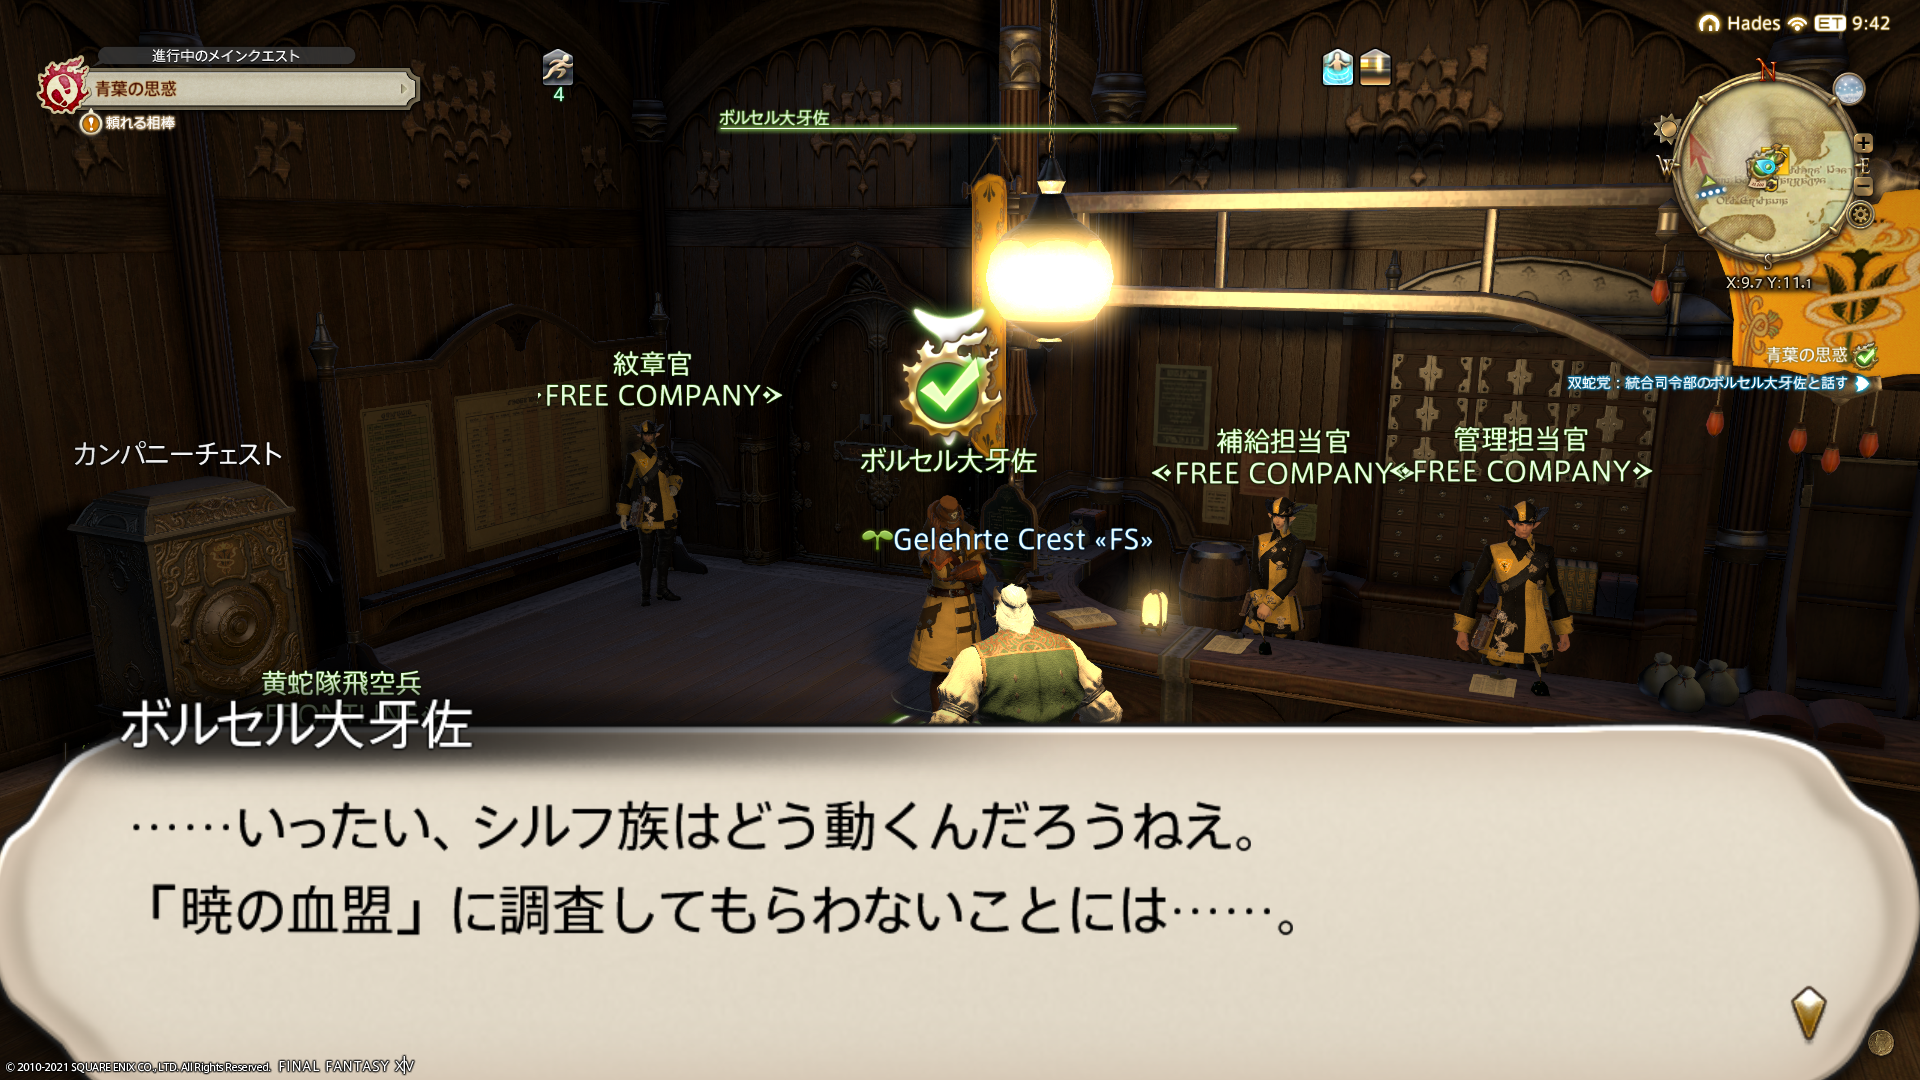 進行中のメインクエスト
青葉の思惑
頼れる相棒
4
ボルセル大牙佐
Hades ET 9:42
N
W
E
S
X:9.7 Y:11.1
青葉の思惑
双蛇党：統合司令部のボルセル大牙佐と話す
紋章官
FREE COMPANY
カンパニーチェスト
ボルセル大牙佐
補給担当官
FREE COMPANY
管理担当官
FREE COMPANY
Gelehrte Crest «FS»
黄蛇隊飛空兵
ボルセル大牙佐
……いったい、シルフ族はどう動くんだろうねえ。
「暁の血盟」に調査してもらわないことには……。
© 2010-2021 SQUARE ENIX CO., LTD. All Rights Reserved. FINAL FANTASY XIV